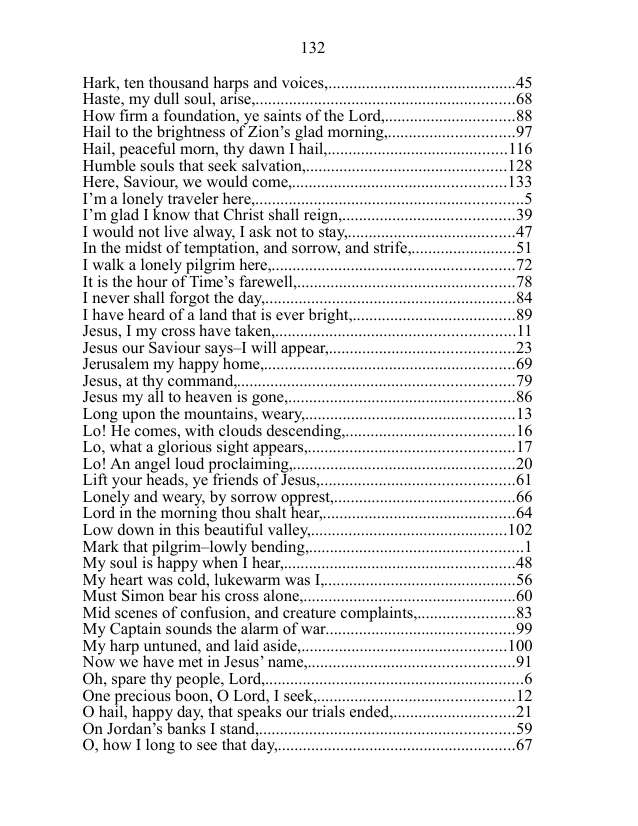 132
Hark, ten thousand harps and voices,.............................................45
Haste, my dull soul, arise,...............................................................68
How firm a foundation, ye saints of the Lord,...............................88
Hail to the brightness of Zion’s glad morning,...............................97
Hail, peaceful morn, thy dawn I hail,...........................................116
Humble souls that seek salvation,.................................................128
Here, Saviour, we would come,....................................................133
I’m a lonely traveler here,.................................................................5
I’m glad I know that Christ shall reign,..........................................39
I would not live alway, I ask not to stay,.........................................47
In the midst of temptation, and sorrow, and strife,.........................51
I walk a lonely pilgrim here,...........................................................72
It is the hour of Time’s farewell,.....................................................78
I never shall forgot the day,.............................................................84
I have heard of a land that is ever bright,.......................................89
Jesus, I my cross have taken,..........................................................11
Jesus our Saviour says–I will appear,.............................................23
Jerusalem my happy home,.............................................................69
Jesus, at thy command,...................................................................79
Jesus my all to heaven is gone,.......................................................86
Long upon the mountains, weary,...................................................13
Lo! He comes, with clouds descending,.........................................16
Lo, what a glorious sight appears,..................................................17
Lo! An angel loud proclaiming,......................................................20
Lift your heads, ye friends of Jesus,...............................................61
Lonely and weary, by sorrow opprest,............................................66
Lord in the morning thou shalt hear,...............................................64
Low down in this beautiful valley,...............................................102
Mark that pilgrim–lowly bending,....................................................1
My soul is happy when I hear,........................................................48
My heart was cold, lukewarm was I,..............................................56
Must Simon bear his cross alone,...................................................60
Mid scenes of confusion, and creature complaints,........................83
My Captain sounds the alarm of war..............................................99
My harp untuned, and laid aside,..................................................100
Now we have met in Jesus’ name,..................................................91
Oh, spare thy people, Lord,..............................................................6
One precious boon, O Lord, I seek,................................................12
O hail, happy day, that speaks our trials ended,..............................21
On Jordan’s banks I stand,..............................................................59
O, how I long to see that day,.........................................................67